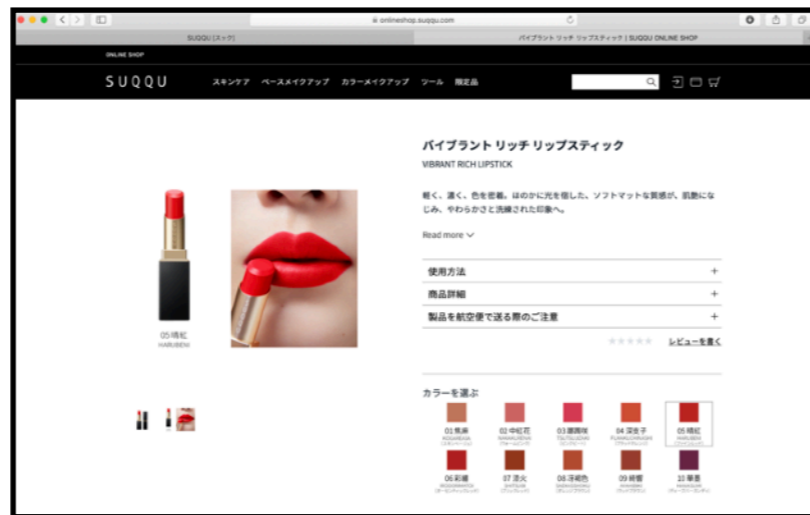 onlineshop.suqqu.com
SUQQU [スック]
バイブラント リッチ リップスティック | SUQQU ONLINE SHOP
ONLINE SHOP
SUQQU
スキンケア ベースメイクアップ カラーメイクアップ ツール 限定品
バイブラント リッチ リップスティック
VIBRANT RICH LIPSTICK
軽く、濃く、色を密着。ほのかに光を宿した、ソフトマットな質感が、肌艶にな
じみ、やわらかさと洗練された印象へ。
Read more
使用方法 +
商品詳細 +
製品を航空便で送る際のご注意 +
レビューを書く
05 晴紅
HARUBENI
カラーを選ぶ
01 焦麻
02 中紅花
03 躑躅咲
04 深支子
05 晴紅
HARUBENI
06 彩纏
07 漂火
08 冴褐色
09 綺響
10 華墨